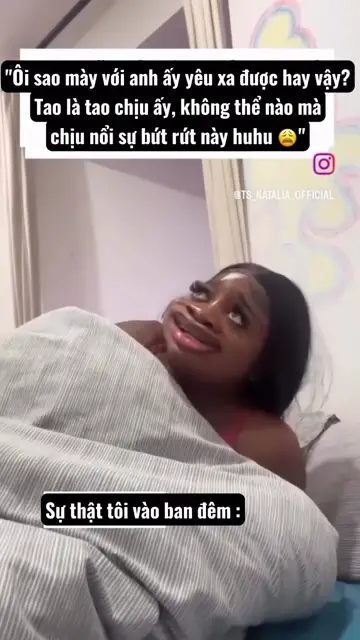 "Ôi sao mày với anh ấy yêu xa được hay vậy?
Tao là tao chịu ấy, không thể nào mà
chịu nổi sự bứt rứt này huhu 😩"
@TS_NATALIA_OFFICIAL
Sự thật tôi vào ban đêm :